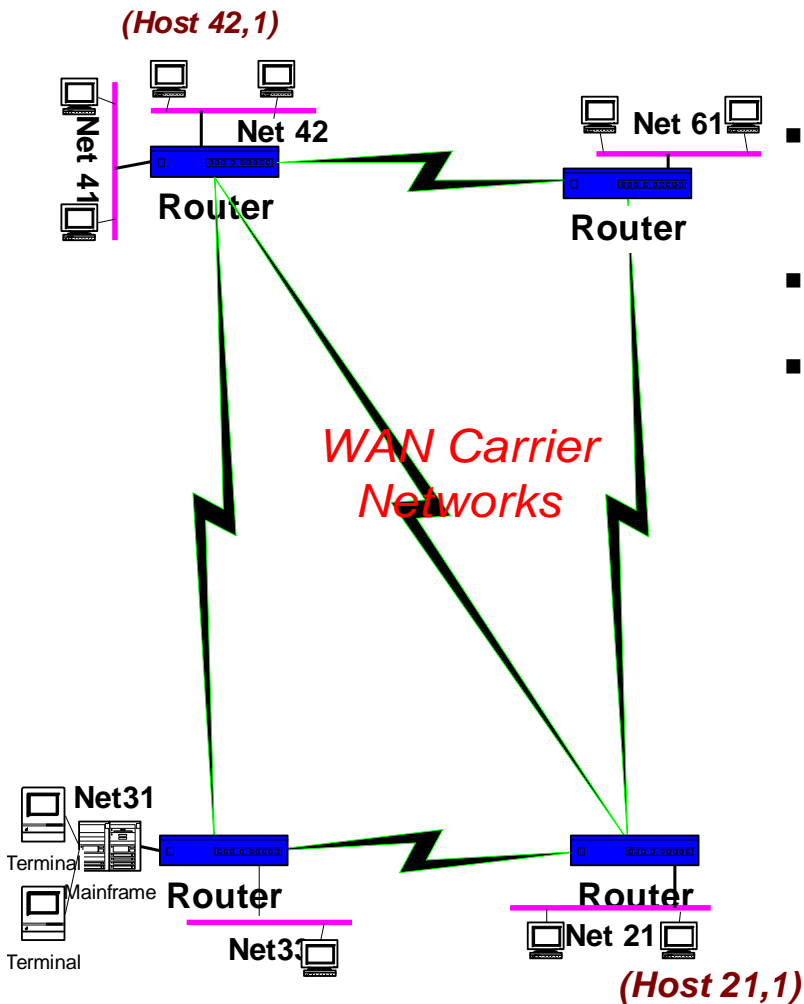 (Host 42,1)
Net 41
Net 42
Router
Net 61
Router
WAN Carrier
Networks
Net31
Terminal
Mainframe
Terminal
Router
Net33
Router
Net 21
(Host 21,1)